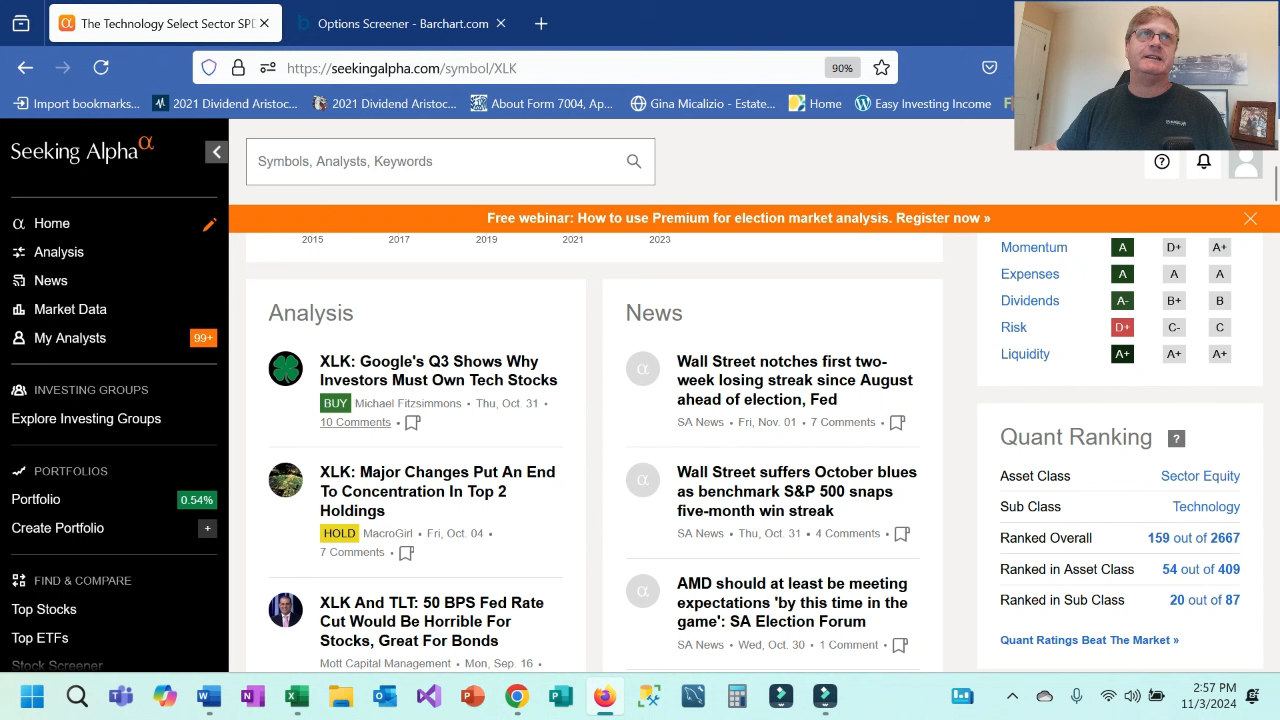 The Technology Select Sector SPD
Options Screener - Barchart.com
https://seekingalpha.com/symbol/XLK
90%
Import bookmarks...
2021 Dividend Aristoc...
2021 Dividend Aristoc...
About Form 7004, Ap...
Gina Micalizio - Estate...
Home
Easy Investing Income
Seeking Alpha α
Symbols, Analysts, Keywords
Free webinar: How to use Premium for election market analysis. Register now »
Home
Analysis
News
Market Data
My Analysts 99+
INVESTING GROUPS
Explore Investing Groups
PORTFOLIOS
Portfolio 0.54%
Create Portfolio +
FIND & COMPARE
Top Stocks
Top ETFs
Stock Screener
2015 2017 2019 2021 2023
Analysis
XLK: Google's Q3 Shows Why
Investors Must Own Tech Stocks
BUY Michael Fitzsimmons • Thu, Oct. 31 •
10 Comments •
XLK: Major Changes Put An End
To Concentration In Top 2
Holdings
HOLD MacroGirl • Fri, Oct. 04 •
7 Comments •
XLK And TLT: 50 BPS Fed Rate
Cut Would Be Horrible For
Stocks, Great For Bonds
Mott Capital Management • Mon, Sep. 16 •
News
Wall Street notches first two-
week losing streak since August
ahead of election, Fed
SA News • Fri, Nov. 01 • 7 Comments •
Wall Street suffers October blues
as benchmark S&P 500 snaps
five-month win streak
SA News • Thu, Oct. 31 • 4 Comments •
AMD should at least be meeting
expectations 'by this time in the
game': SA Election Forum
SA News • Wed, Oct. 30 • 1 Comment •
Momentum A D+ A+
Expenses A A A
Dividends A- B+ B
Risk D+ C- C
Liquidity A+ A+ A+
Quant Ranking ?
Asset Class Sector Equity
Sub Class Technology
Ranked Overall 159 out of 2667
Ranked in Asset Class 54 out of 409
Ranked in Sub Class 20 out of 87
Quant Ratings Beat The Market »
2:57 PM
11/3/2024